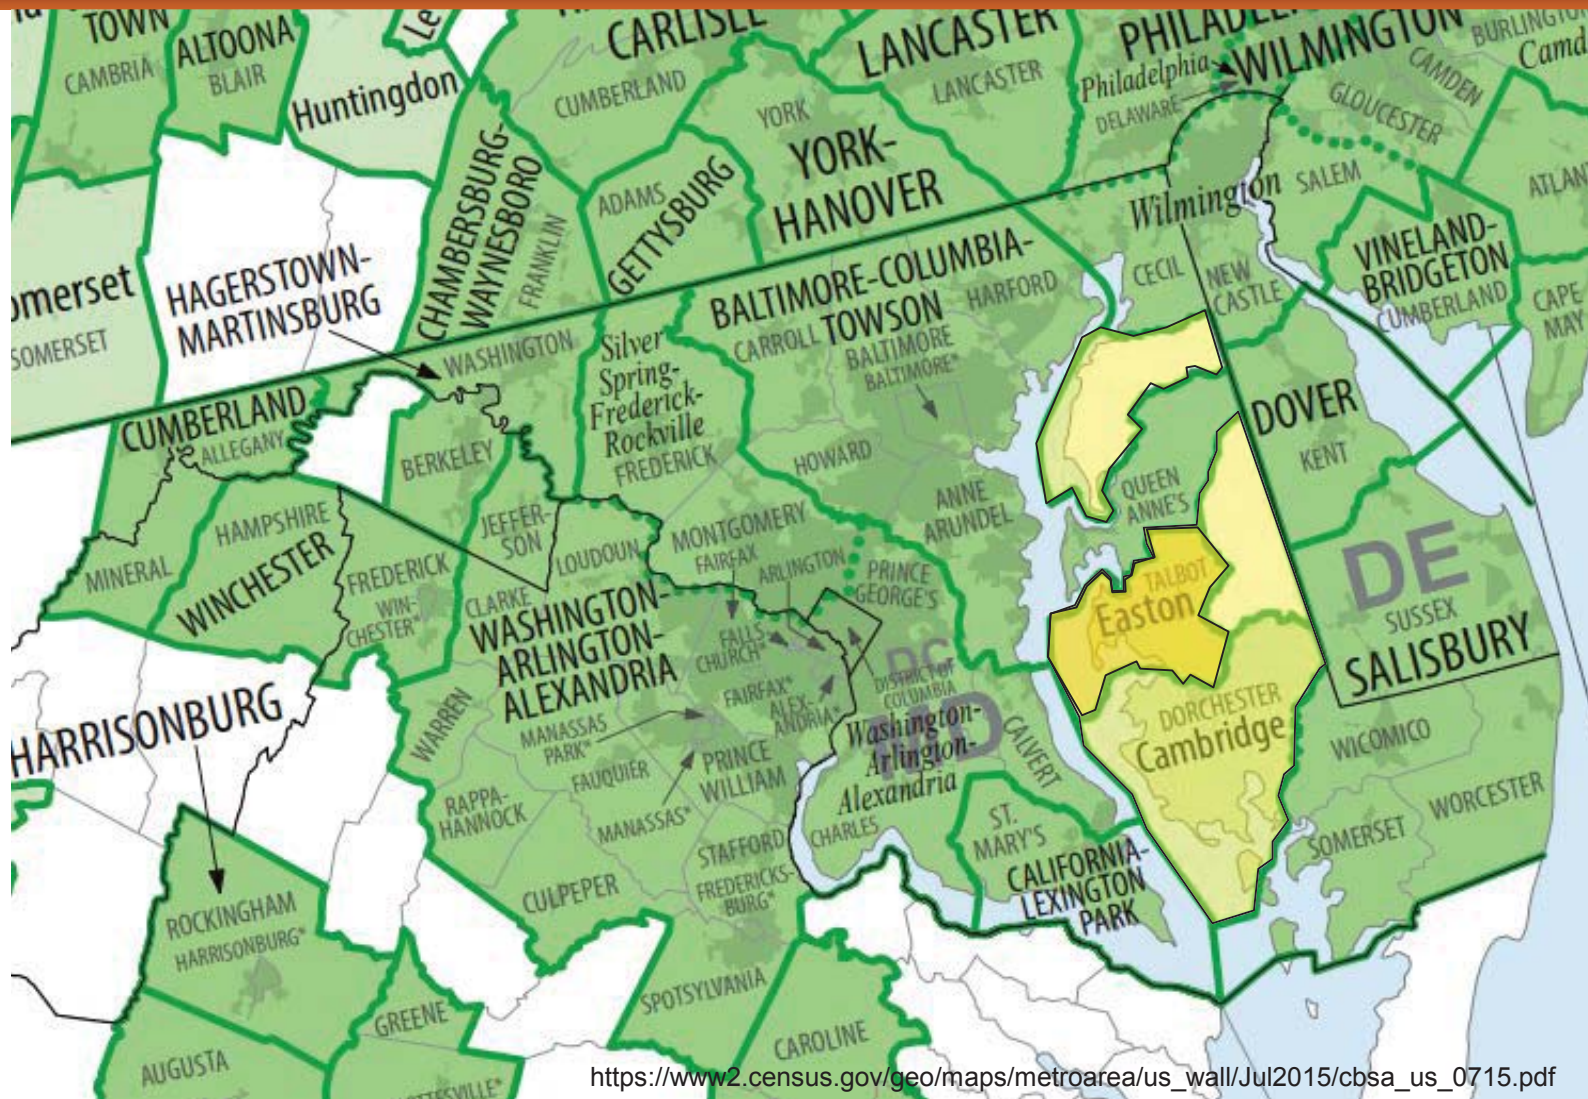 TOWN
CAMBRIA
ALTOONA
BLAIR
Le
Huntingdon
CARLISLE
CUMBERLAND
LANCASTER
LANCASTER
YORK
YORK-
HANOVER
Philadelphia
DELAWARE
WILMINGTON
CAMDEN
GLOUCESTER
Camd
SALEM
Wilmington
VINELAND-
BRIDGETON
CUMBERLAND
CAPE
MAY
omerset
SOMERSET
HAGERSTOWN-
MARTINSBURG
CHAMBERSBURG-
WAYNESBORO
FRANKLIN
ADAMS
GETTYSBURG
WASHINGTON
CUMBERLAND
ALLEGANY
BERKELEY
Silver
Spring-
Frederick-
Rockville
FREDERICK
BALTIMORE-COLUMBIA-
TOWSON
HARFORD
CARROLL
BALTIMORE
BALTIMORE*
CECIL
NEW
CASTLE
DOVER
KENT
HOWARD
ANNE
ARUNDEL
QUEEN
ANNE'S
MINERAL
HAMPSHIRE
WINCHESTER
FREDERICK
WIN-
CHESTER*
JEFFER-
SON
LOUDOUN
CLARKE
MONTGOMERY
FAIRFAX
ARLINGTON
PRINCE
GEORGE'S
TALBOT
Easton
DE
SUSSEX
SALISBURY
WASHINGTON-
ARLINGTON-
ALEXANDRIA
FALLS
CHURCH*
FAIRFAX*
ALEX-
ANDRIA*
DC
DISTRICT OF
COLUMBIA
MD
Washington-
Arlington-
Alexandria
CALVERT
DORCHESTER
Cambridge
WICOMICO
WORCESTER
SOMERSET
HARRISONBURG
WARREN
MANASSAS
PARK*
FAUQUIER
PRINCE
WILLIAM
RAPPA-
HANNOCK
MANASSAS*
STAFFORD
FREDERICKS-
BURG*
CHARLES
ST.
MARY'S
CALIFORNIA-
LEXINGTON
PARK
CULPEPER
ROCKINGHAM
HARRISONBURG*
GREENE
SPOTSYLVANIA
CAROLINE
AUGUSTA
https://www2.census.gov/geo/maps/metroarea/us_wall/Jul2015/cbsa_us_0715.pdf